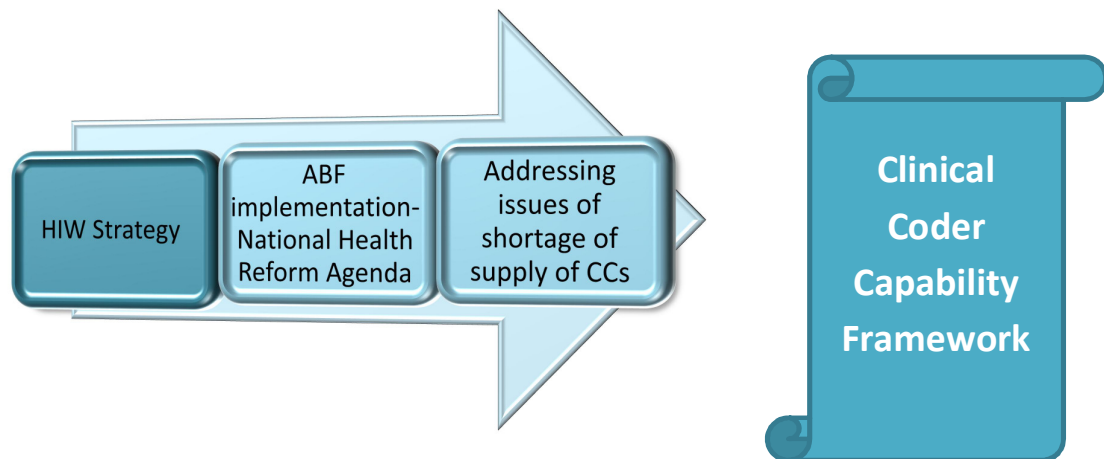 HIW Strategy
ABF
implementation-
National Health
Reform Agenda
Addressing
issues of
shortage of
supply of CCs
Clinical
Coder
Capability
Framework